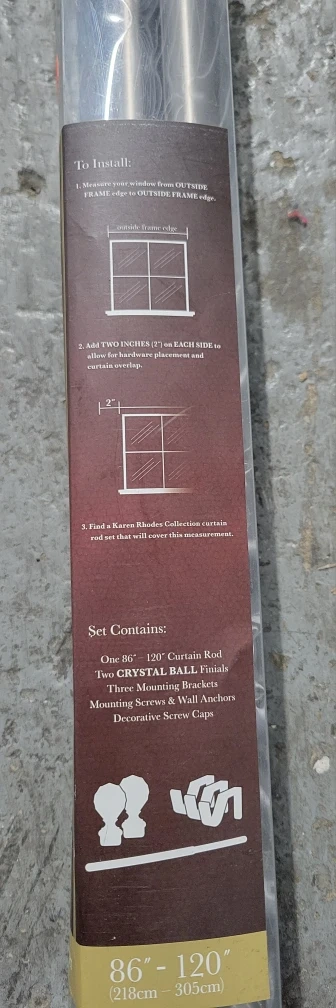 To Install:
1. Measure your window from OUTSIDE
FRAME edge to OUTSIDE FRAME edge.
outside frame edge
2. Add TWO INCHES (2") on EACH SIDE to
allow for hardware placement and
curtain overlap.
2"
3. Find a Karen Rhodes Collection curtain
rod set that will cover this measurement.
Set Contains:
One 86" - 120" Curtain Rod
Two CRYSTAL BALL Finials
Three Mounting Brackets
Mounting Screws & Wall Anchors
Decorative Screw Caps
86" - 120"
(218cm - 305cm)